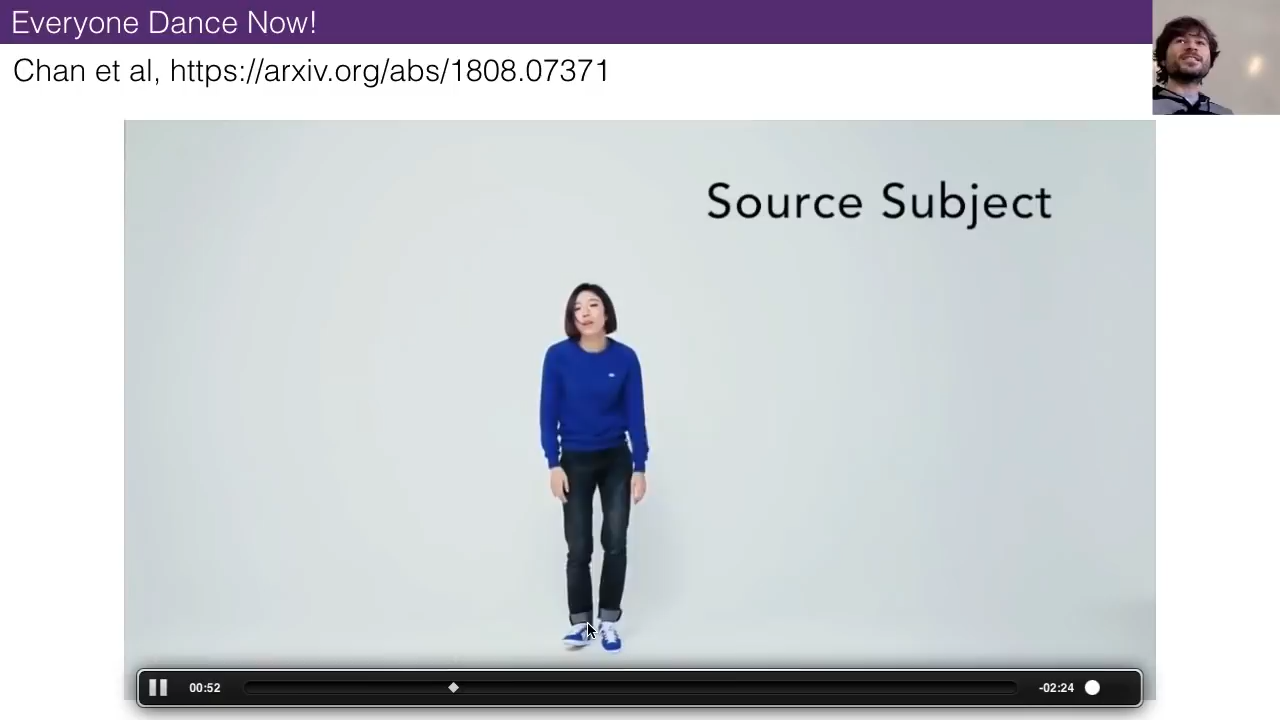 Everyone Dance Now!
Chan et al, https://arxiv.org/abs/1808.07371
Source Subject
00:52
-02:24